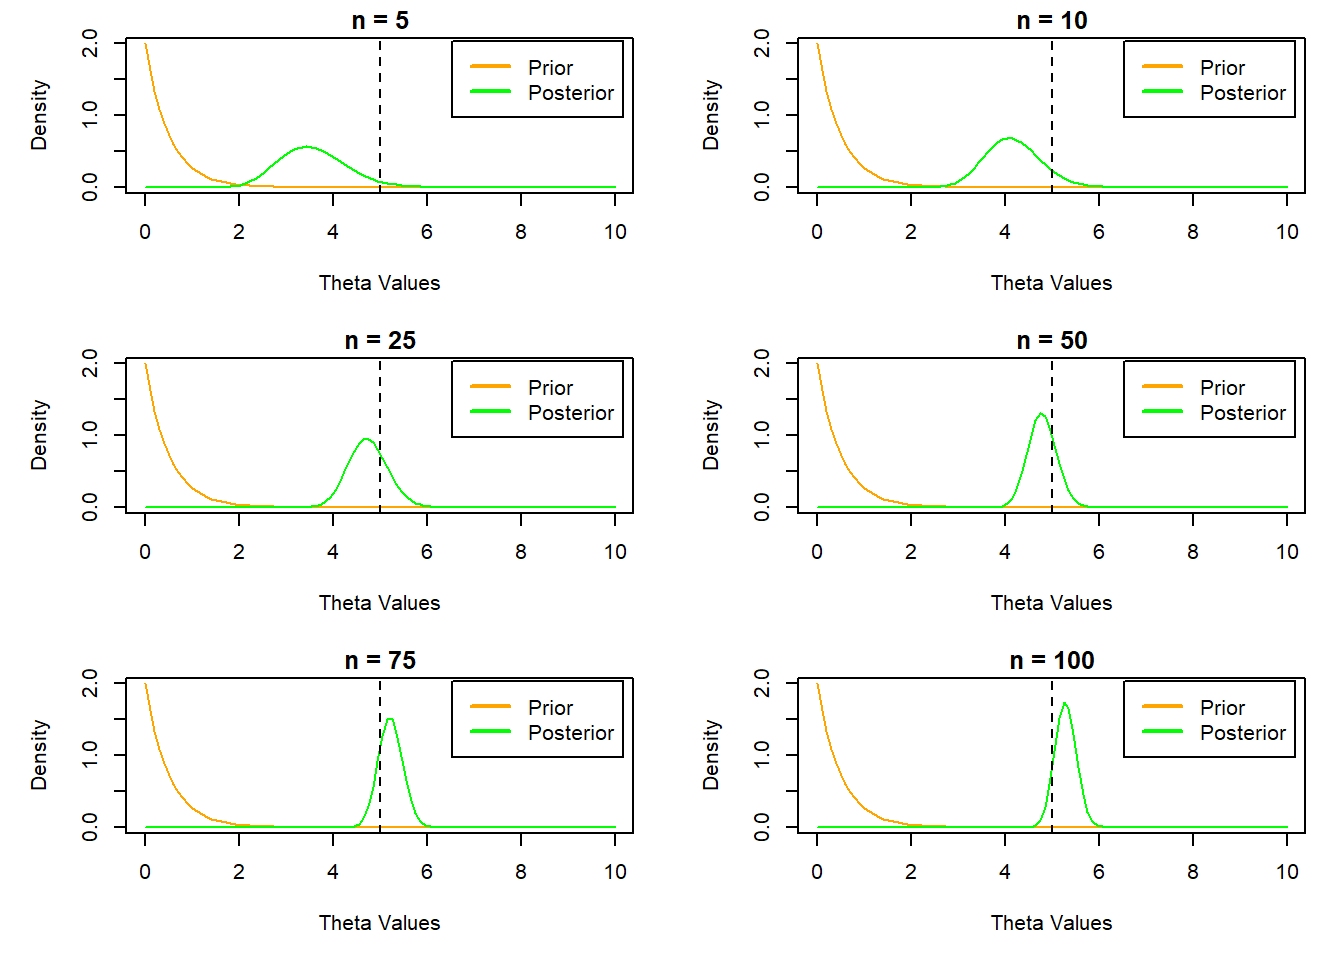 n = 5
2.0
1.0
0.0
Density
Prior
Posterior
0 2 4 6 8 10
Theta Values
n = 10
2.0
1.0
0.0
Density
Prior
Posterior
0 2 4 6 8 10
Theta Values
n = 25
2.0
1.0
0.0
Density
Prior
Posterior
0 2 4 6 8 10
Theta Values
n = 50
2.0
1.0
0.0
Density
Prior
Posterior
0 2 4 6 8 10
Theta Values
n = 75
2.0
1.0
0.0
Density
Prior
Posterior
0 2 4 6 8 10
Theta Values
n = 100
2.0
1.0
0.0
Density
Prior
Posterior
0 2 4 6 8 10
Theta Values